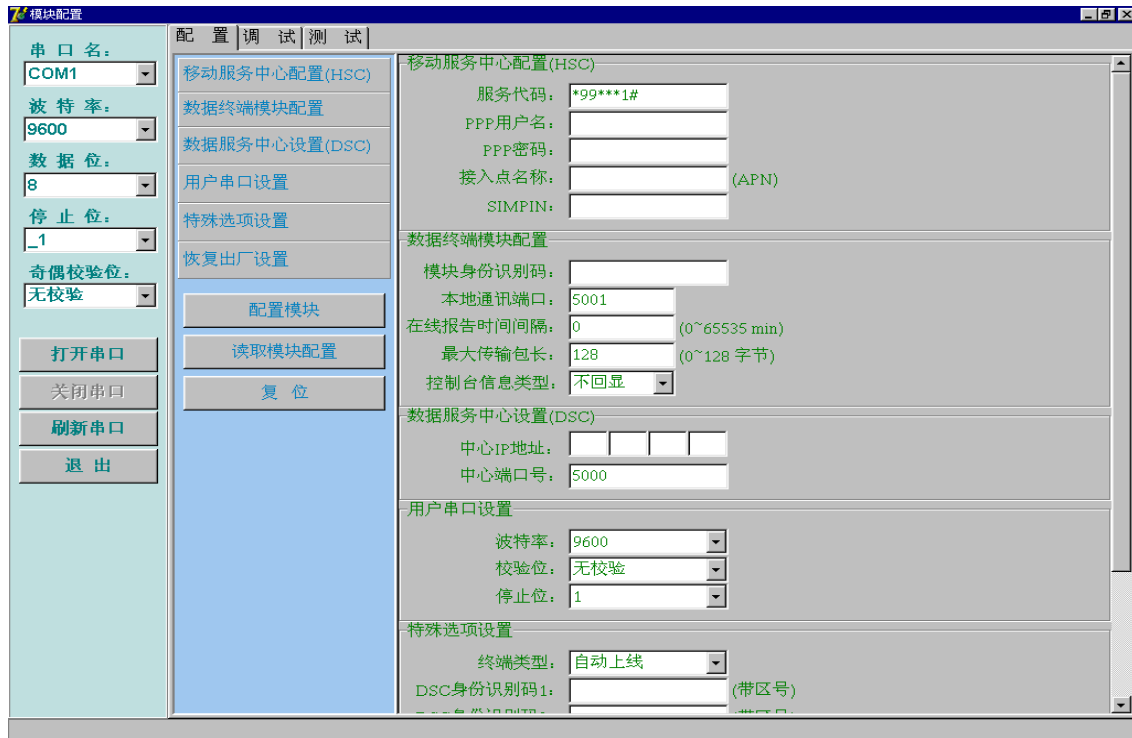 模块配置
串 口 名:
COM1
波 特 率:
9600
数 据 位:
8
停 止 位:
_1
奇偶校验位:
无校验
打开串口
关闭串口
刷新串口
退 出
配 置 调 试 测 试
移动服务中心配置(HSC)
数据终端模块配置
数据服务中心设置(DSC)
用户串口设置
特殊选项设置
恢复出厂设置
配置模块
读取模块配置
复 位
移动服务中心配置(HSC)
服务代码: *99***1#
PPP用户名:
PPP密码:
接入点名称: (APN)
SIMPIN:
数据终端模块配置
模块身份识别码:
本地通讯端口: 5001
在线报告时间间隔: 0 (0~65535 min)
最大传输包长: 128 (0~128 字节)
控制台信息类型: 不回显
数据服务中心设置(DSC)
中心IP地址:
中心端口号: 5000
用户串口设置
波特率: 9600
校验位: 无校验
停止位: 1
特殊选项设置
终端类型: 自动上线
DSC身份识别码1: (带区号)